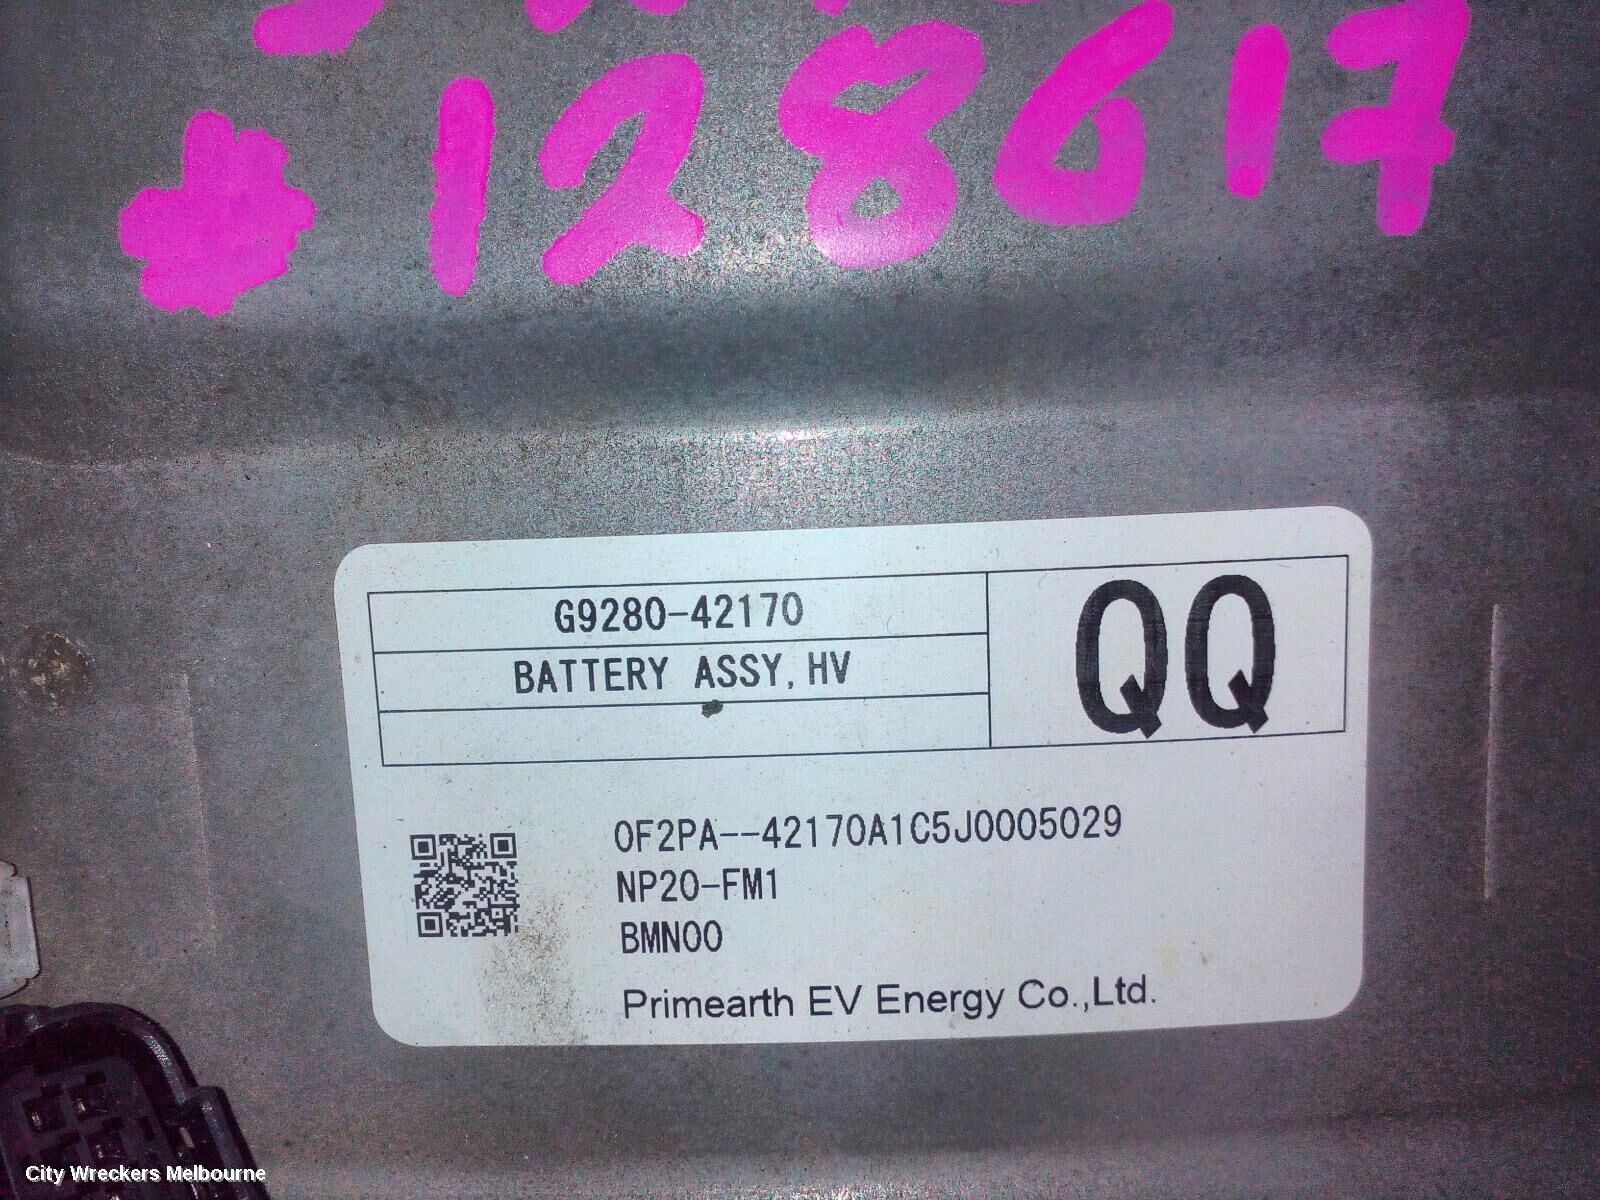 #128617
G9280-42170
BATTERY ASSY,HV
QQ
0F2PA--42170A1C5J0005029
NP20-FM1
BMN00
Primearth EV Energy Co.,Ltd.
City Wreckers Melbourne